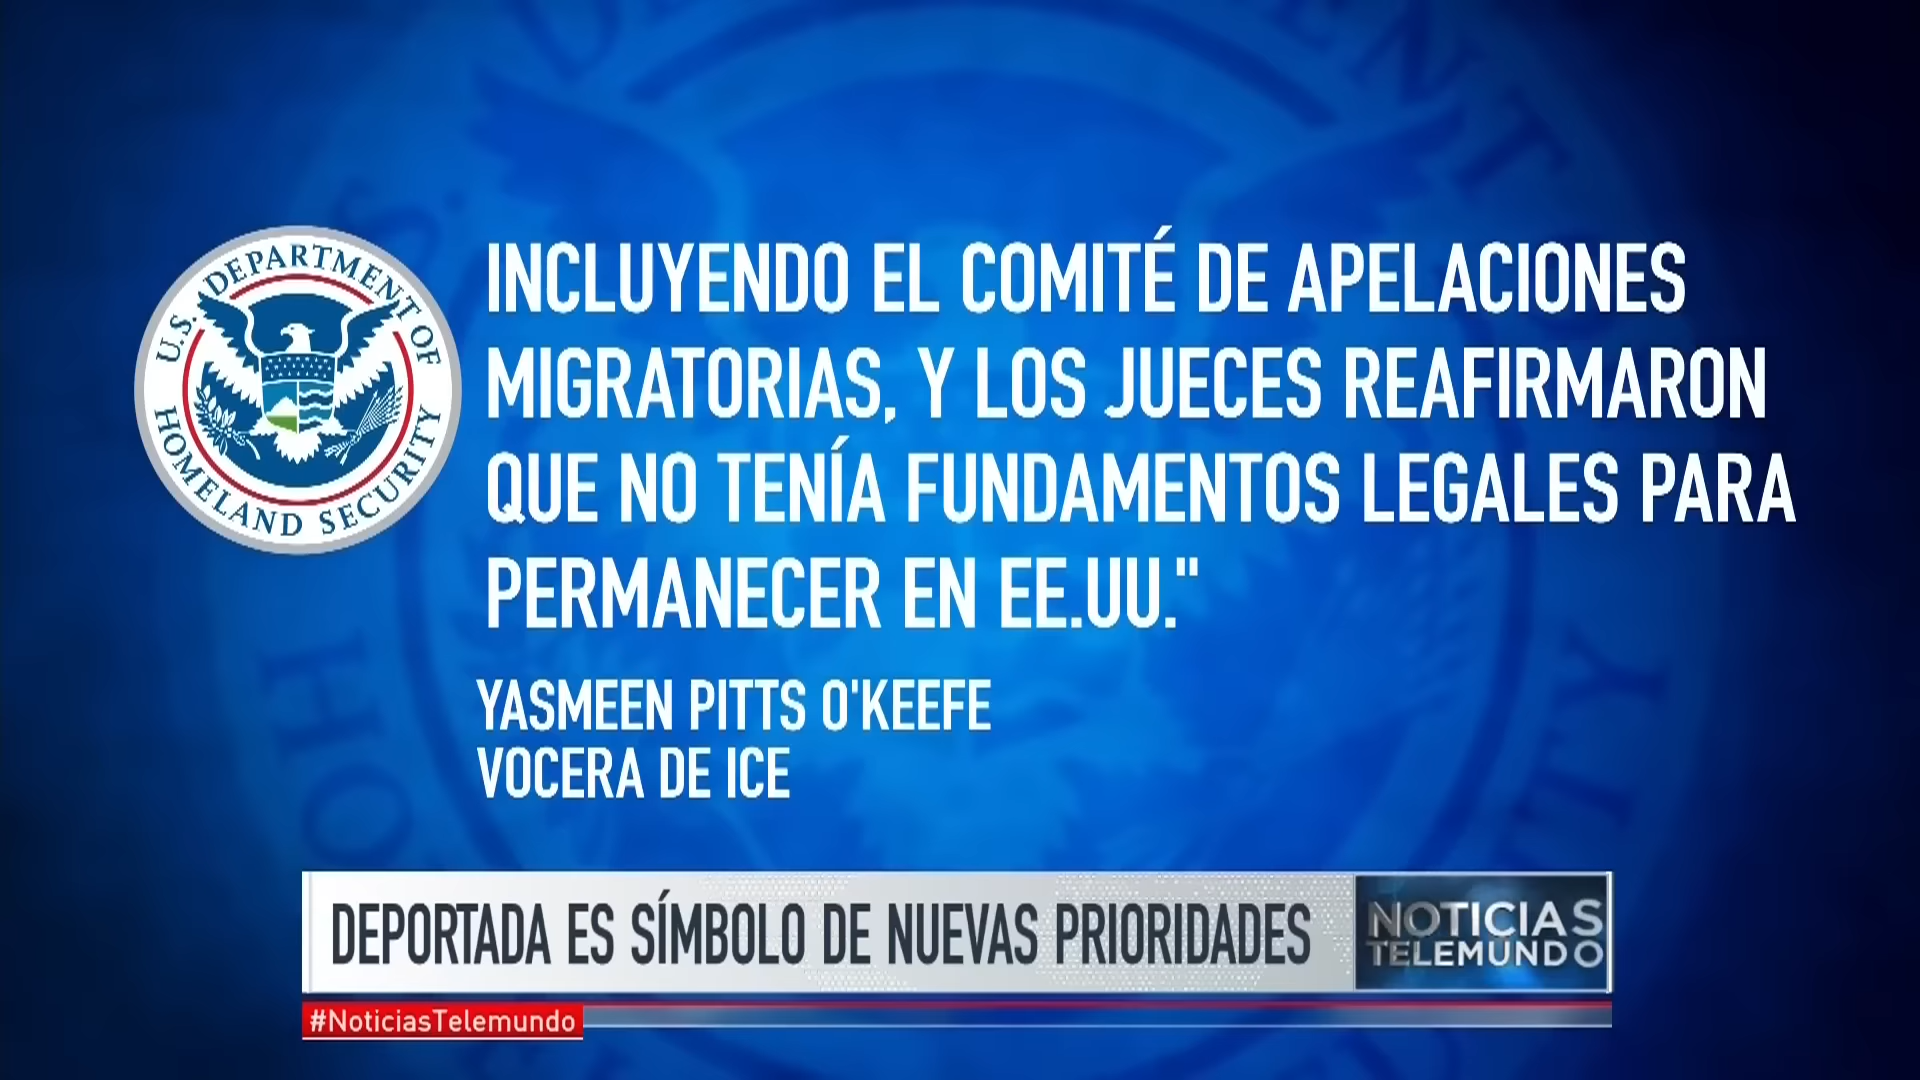 INCLUYENDO EL COMITÉ DE APELACIONES
MIGRATORIAS, Y LOS JUECES REAFIRMARON
QUE NO TENÍA FUNDAMENTOS LEGALES PARA
PERMANECER EN EE.UU."
YASMEEN PITTS O'KEEFE
VOCERA DE ICE
U.S. DEPARTMENT OF
HOMELAND SECURITY
DEPORTADA ES SÍMBOLO DE NUEVAS PRIORIDADES
NOTICIAS
TELEMUNDO
#NoticiasTelemundo